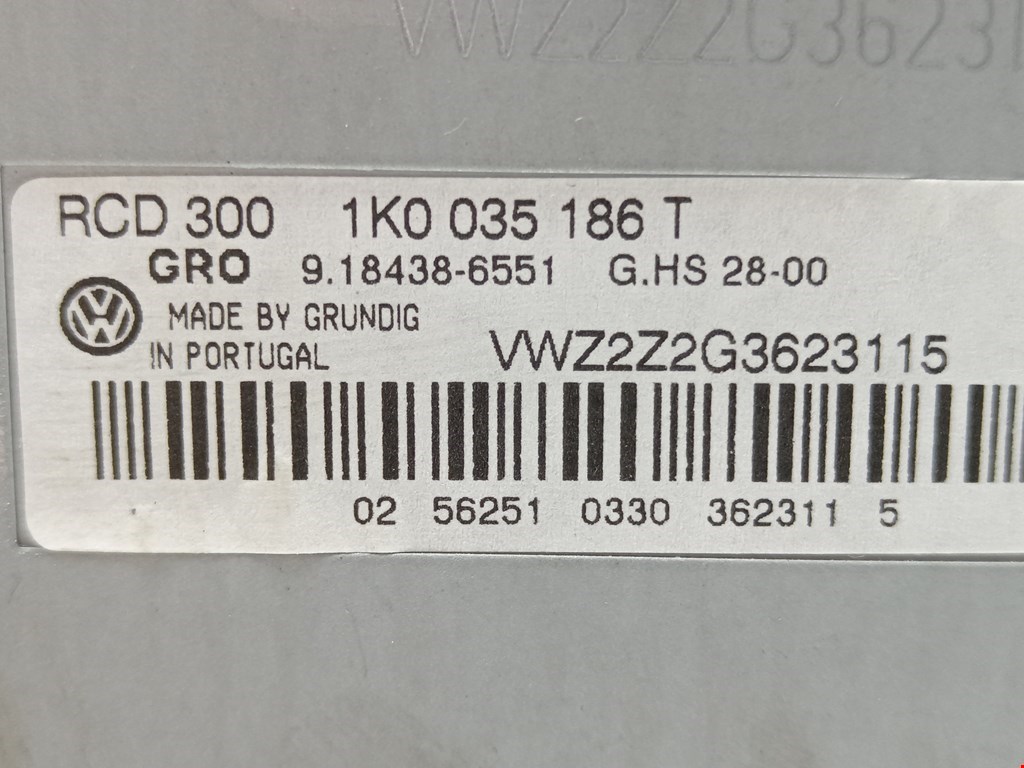 VWZ2Z2G36231
RCD 300 1K0 035 186 T
GRO 9.18438-6551 G.HS 28-00
MADE BY GRUNDIG
IN PORTUGAL
VWZ2Z2G3623115
02 56251 0330 362311 5